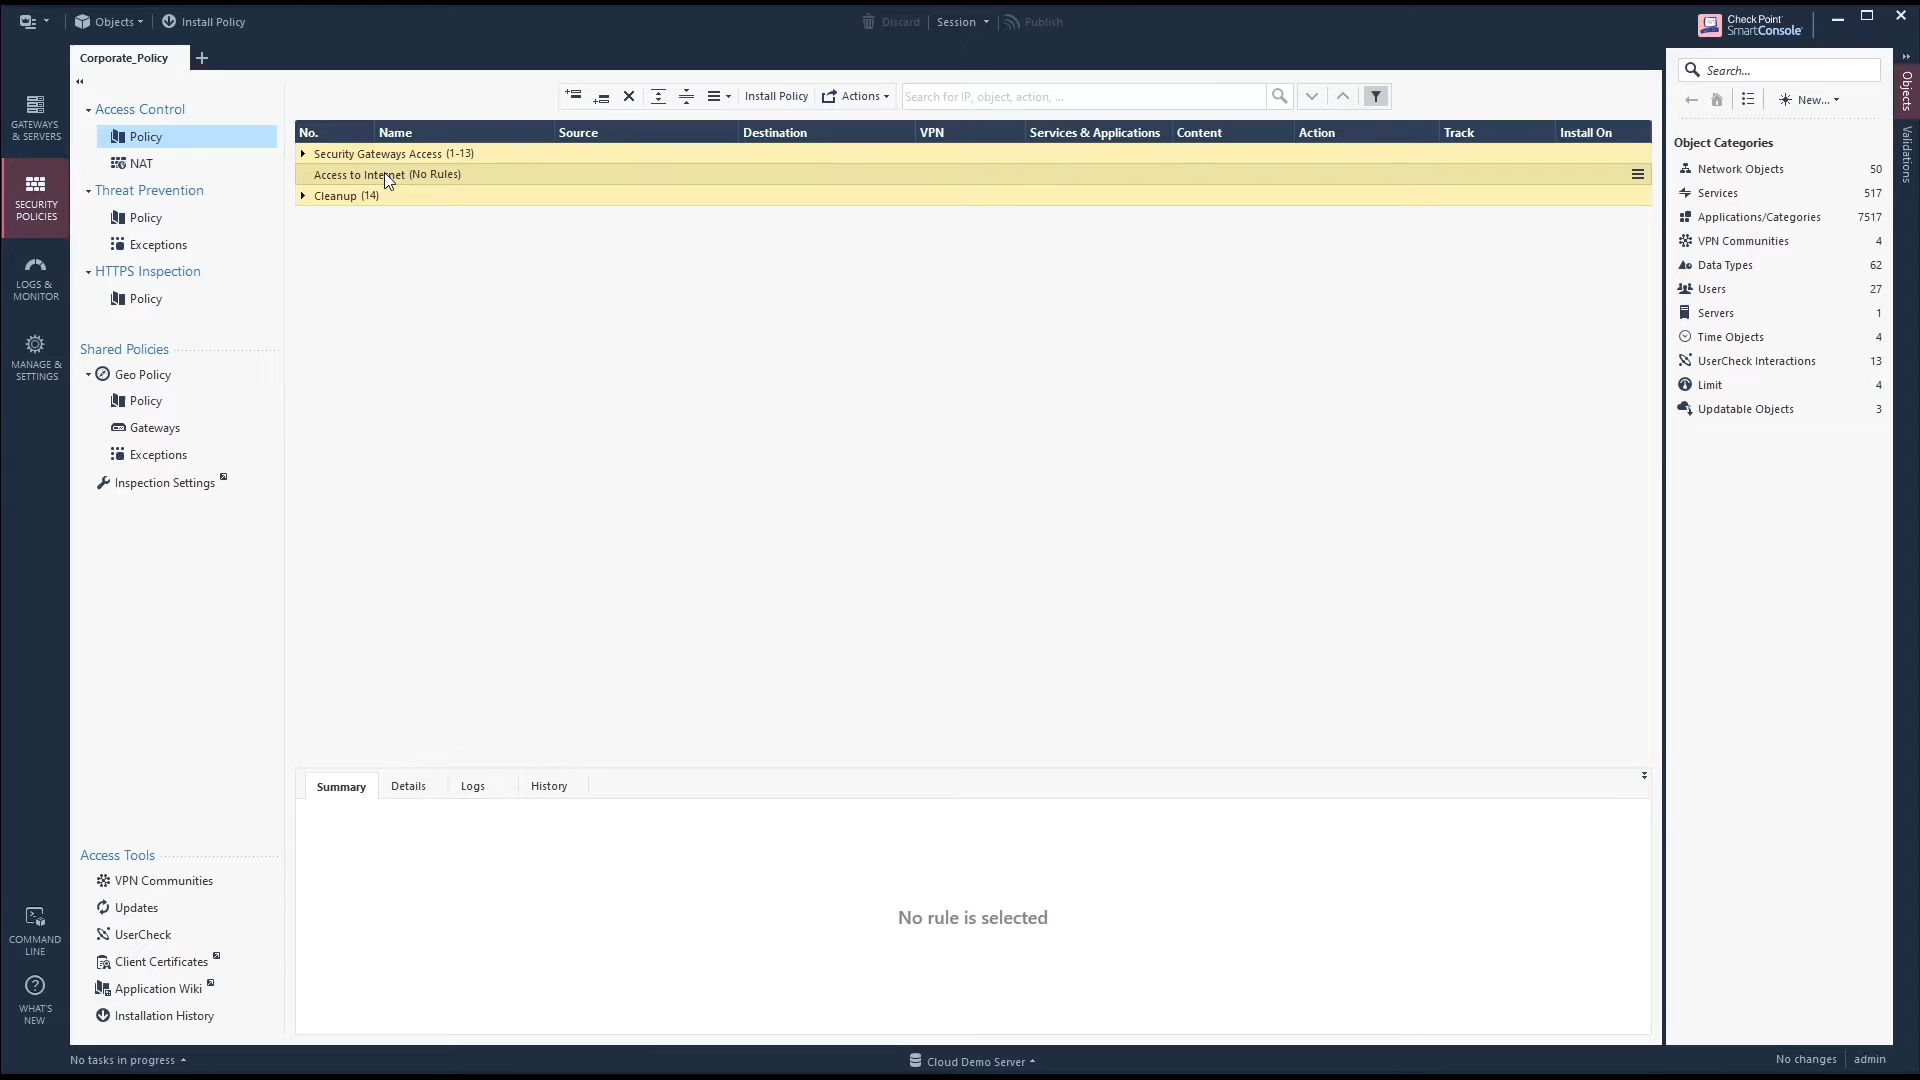 Objects
Install Policy
Discard
Session
Publish
Check Point
SmartConsole
Corporate_Policy
GATEWAYS
& SERVERS
SECURITY
POLICIES
LOGS &
MONITOR
MANAGE &
SETTINGS
COMMAND
LINE
WHAT'S
NEW
Access Control
Policy
NAT
Threat Prevention
Policy
Exceptions
HTTPS Inspection
Policy
Shared Policies
Geo Policy
Policy
Gateways
Exceptions
Inspection Settings
Access Tools
VPN Communities
Updates
UserCheck
Client Certificates
Application Wiki
Installation History
Install Policy
Actions
Search for IP, object, action, ...
No. Name Source Destination VPN Services & Applications Content Action Track Install On
Security Gateways Access (1-13)
Access to Internet (No Rules)
Cleanup (14)
Summary Details Logs History
No rule is selected
Search...
New...
Object Categories
Network Objects 50
Services 517
Applications/Categories 7517
VPN Communities 4
Data Types 62
Users 27
Servers 1
Time Objects 4
UserCheck Interactions 13
Limit 4
Updatable Objects 3
Objects
Validations
No tasks in progress
Cloud Demo Server
No changes
admin